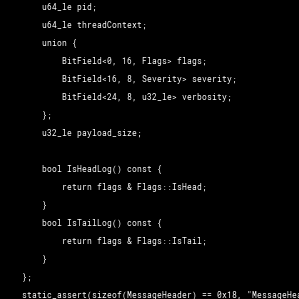 u64_le pid;
u64_le threadContext;
union {
BitField<0, 16, Flags> flags;
BitField<16, 8, Severity> severity;
BitField<24, 8, u32_le> verbosity;
};
u32_le payload_size;
bool IsHeadLog() const {
return flags & Flags::IsHead;
}
bool IsTailLog() const {
return flags & Flags::IsTail;
}
};
static_assert(sizeof(MessageHeader) == 0x18, "MessageHea